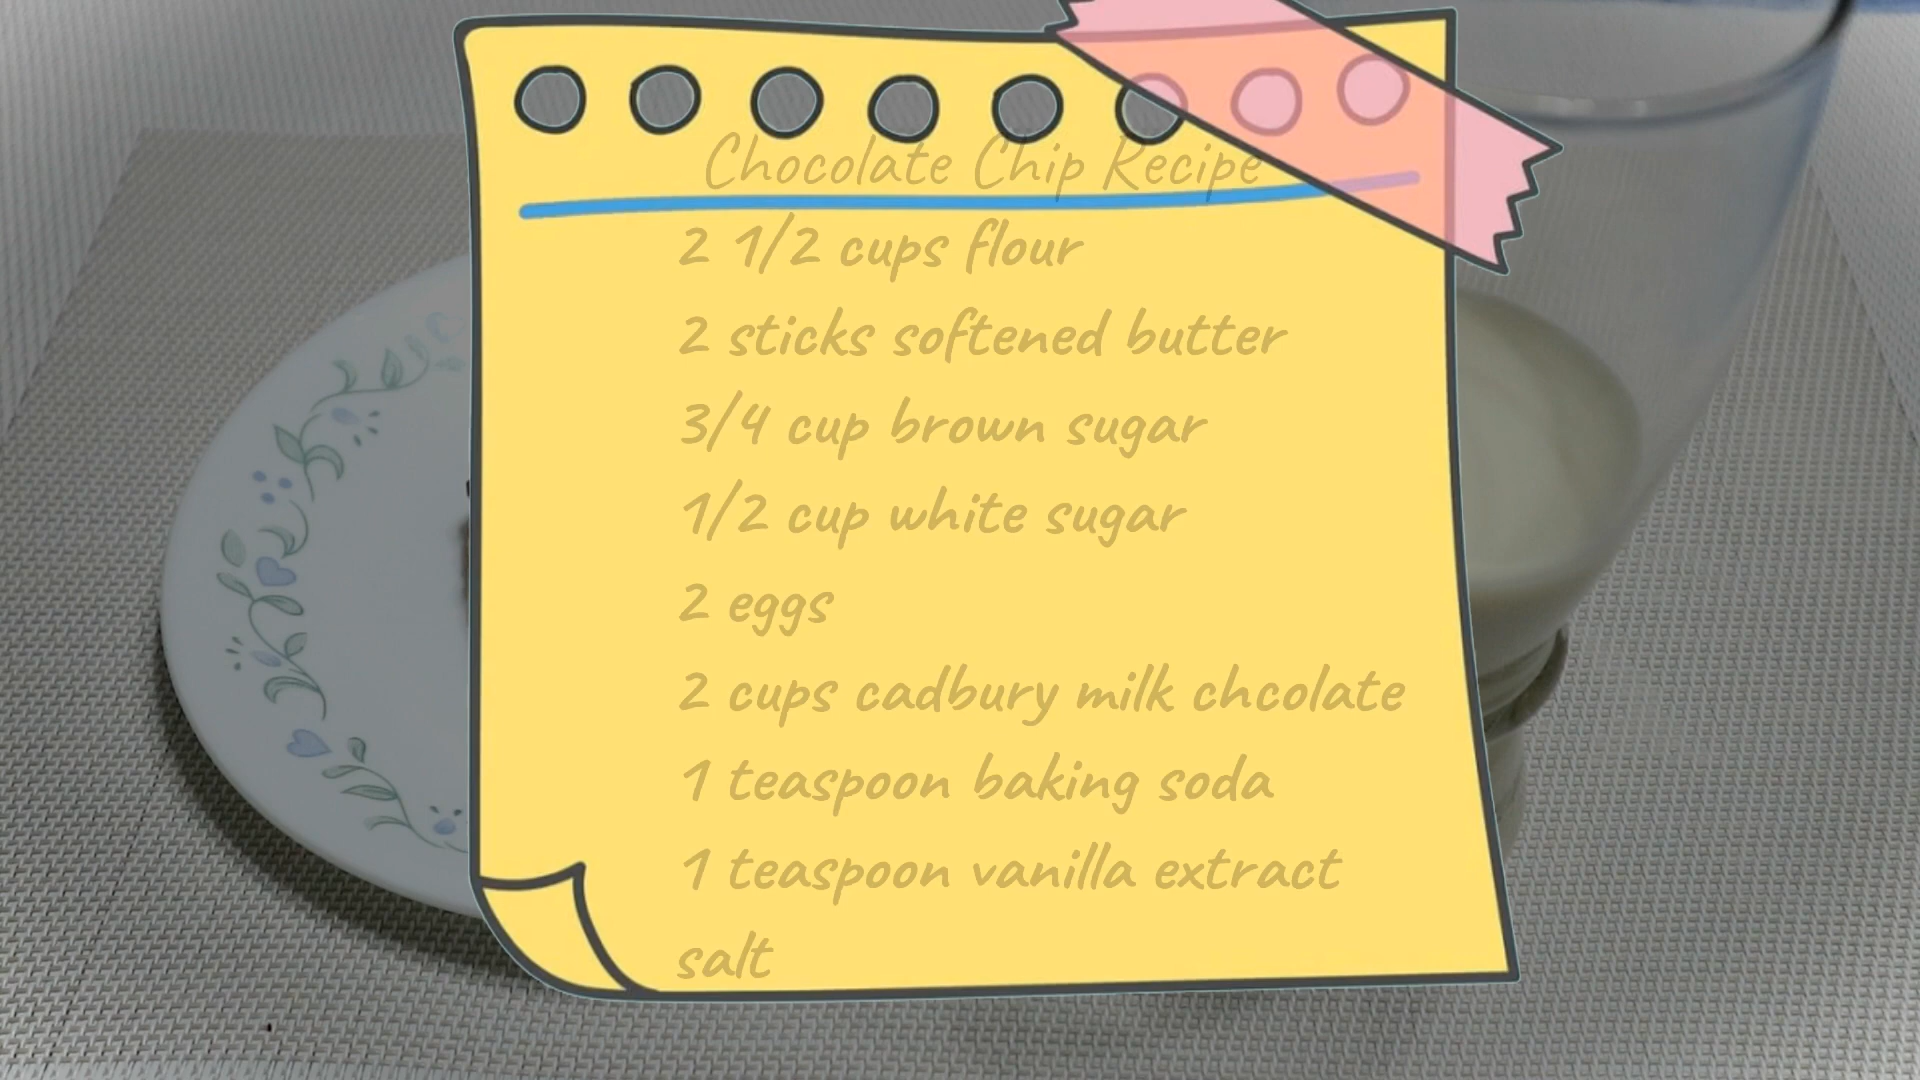 Chocolate Chip Recipe
2 1/2 cups flour
2 sticks softened butter
3/4 cup brown sugar
1/2 cup white sugar
2 eggs
2 cups cadbury milk chcolate
1 teaspoon baking soda
1 teaspoon vanilla extract
salt